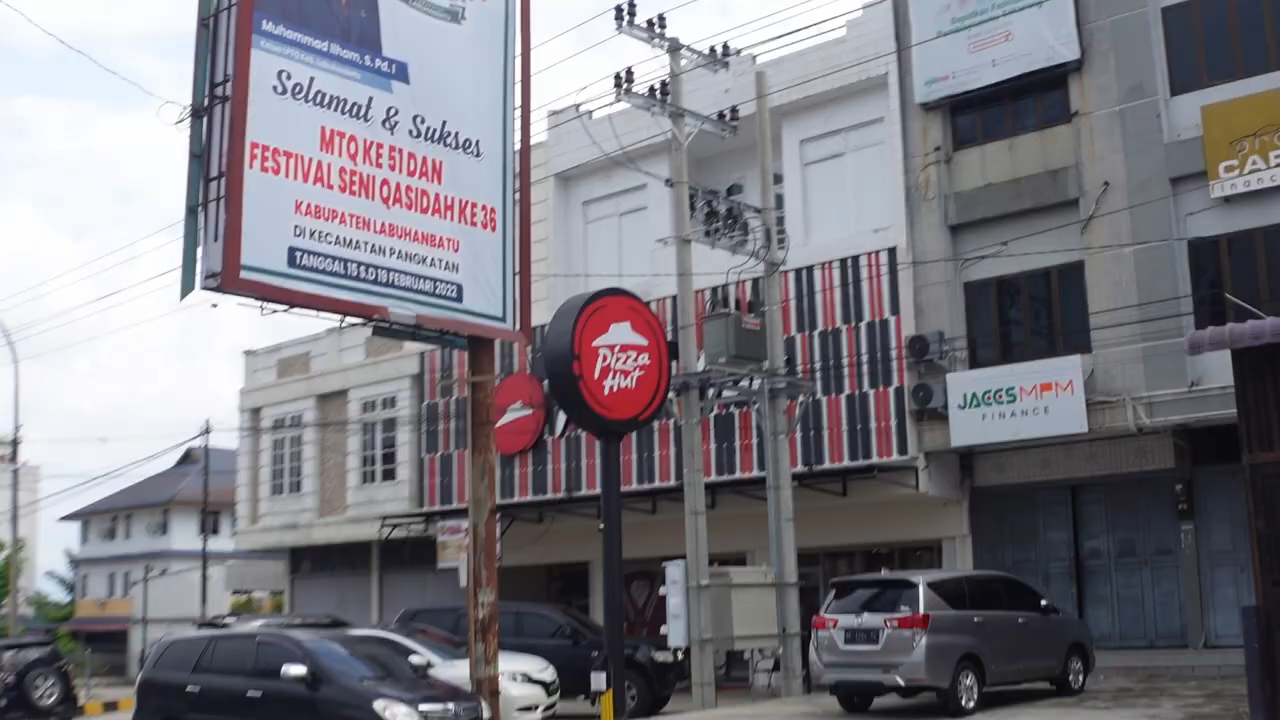 Muhammad Ilham, S. Pd. I
Selamat & Sukses
MTQ KE 51 DAN
FESTIVAL SENI QASIDAH KE 36
KABUPATEN LABUHANBATU
DI KECAMATAN PANGKATAN
TANGGAL 15 S.D 19 FEBRUARI 2022
Pizza
Hut
JACCS MPM
FINANCE
finance